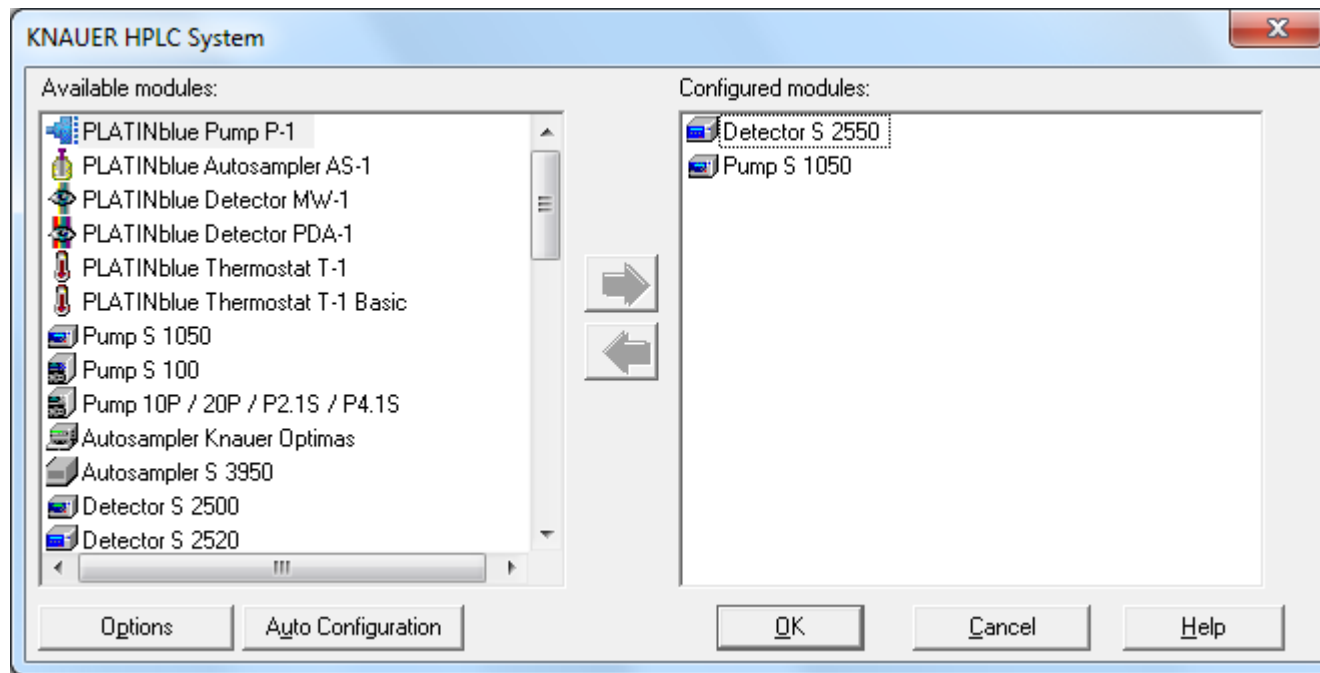 KNAUER HPLC System
Available modules:
PLATINblue Pump P-1
PLATINblue Autosampler AS-1
PLATINblue Detector MW-1
PLATINblue Detector PDA-1
PLATINblue Thermostat T-1
PLATINblue Thermostat T-1 Basic
Pump S 1050
Pump S 100
Pump 10P / 20P / P2.1S / P4.1S
Autosampler Knauer Optimas
Autosampler S 3950
Detector S 2500
Detector S 2520
Configured modules:
Detector S 2550
Pump S 1050
Options Auto Configuration OK Cancel Help